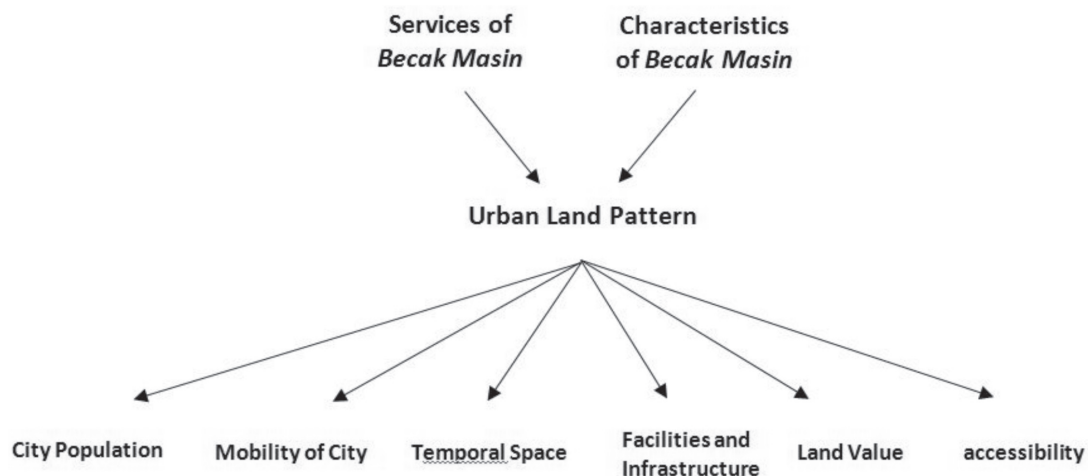 Services of
Becak Masin
Characteristics
of Becak Masin
Urban Land Pattern
City Population
Mobility of City
Temporal Space
Facilities and
Infrastructure
Land Value
accessibility